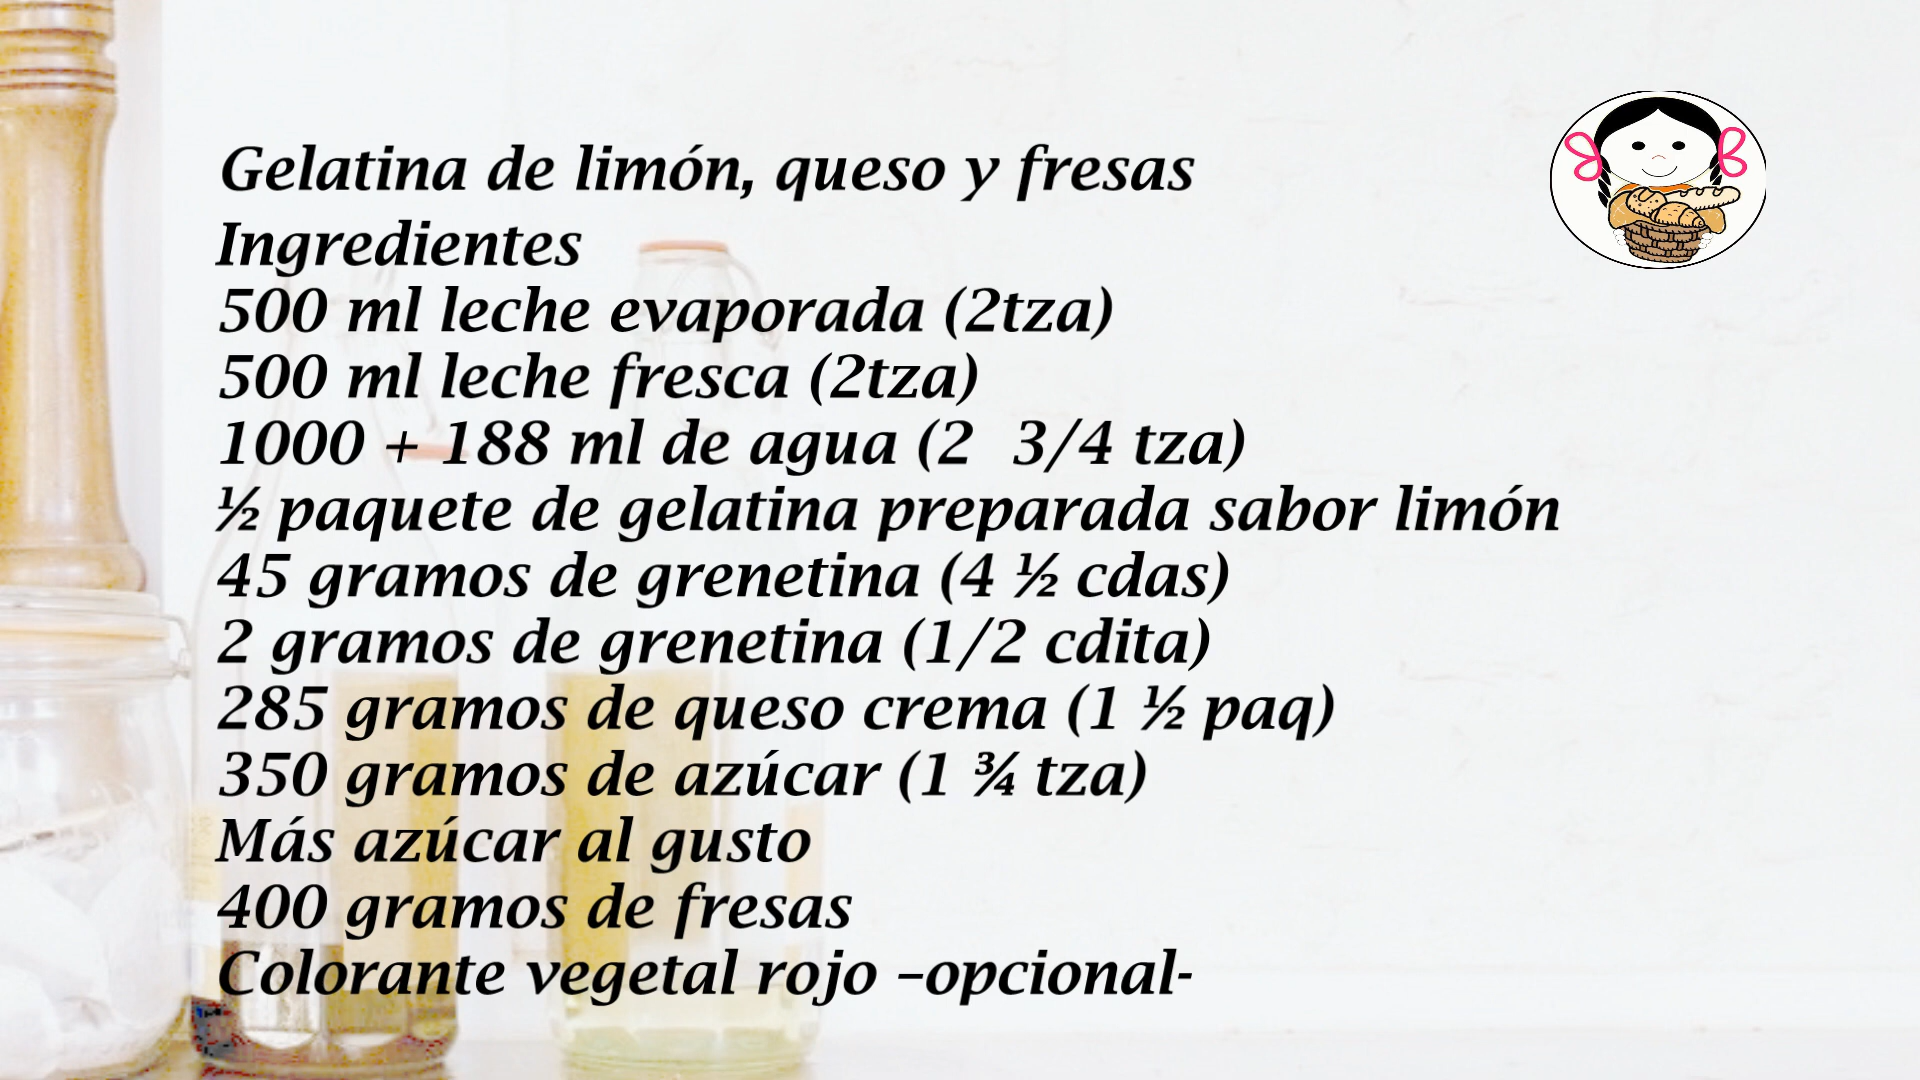 Gelatina de limón, queso y fresas
Ingredientes
500 ml leche evaporada (2tza)
500 ml leche fresca (2tza)
1000 + 188 ml de agua (2  3/4 tza)
½ paquete de gelatina preparada sabor limón
45 gramos de grenetina (4 ½ cdas)
2 gramos de grenetina (1/2 cdita)
285 gramos de queso crema (1 ½ paq)
350 gramos de azúcar (1 ¾ tza)
Más azúcar al gusto
400 gramos de fresas
Colorante vegetal rojo –opcional-